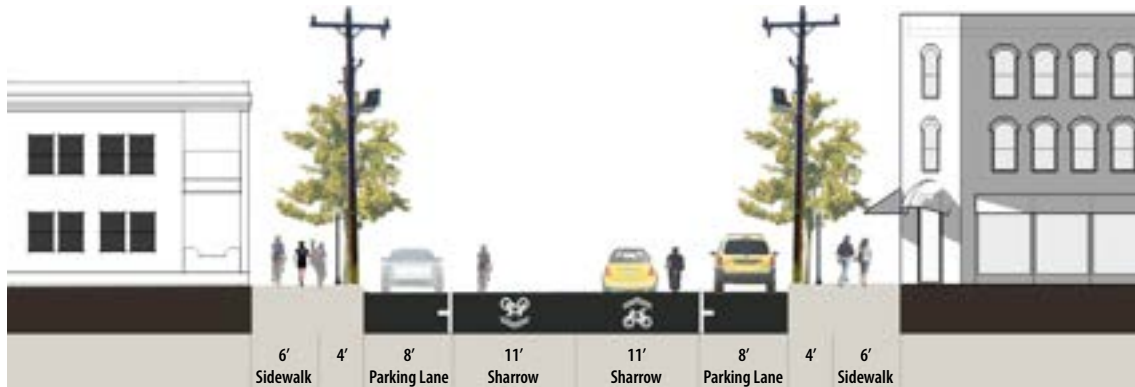 6’ 4’ 8’ 11’ 11’ 8’ 4’ 6’
Sidewalk Parking Lane Sharrow Sharrow Parking Lane Sidewalk